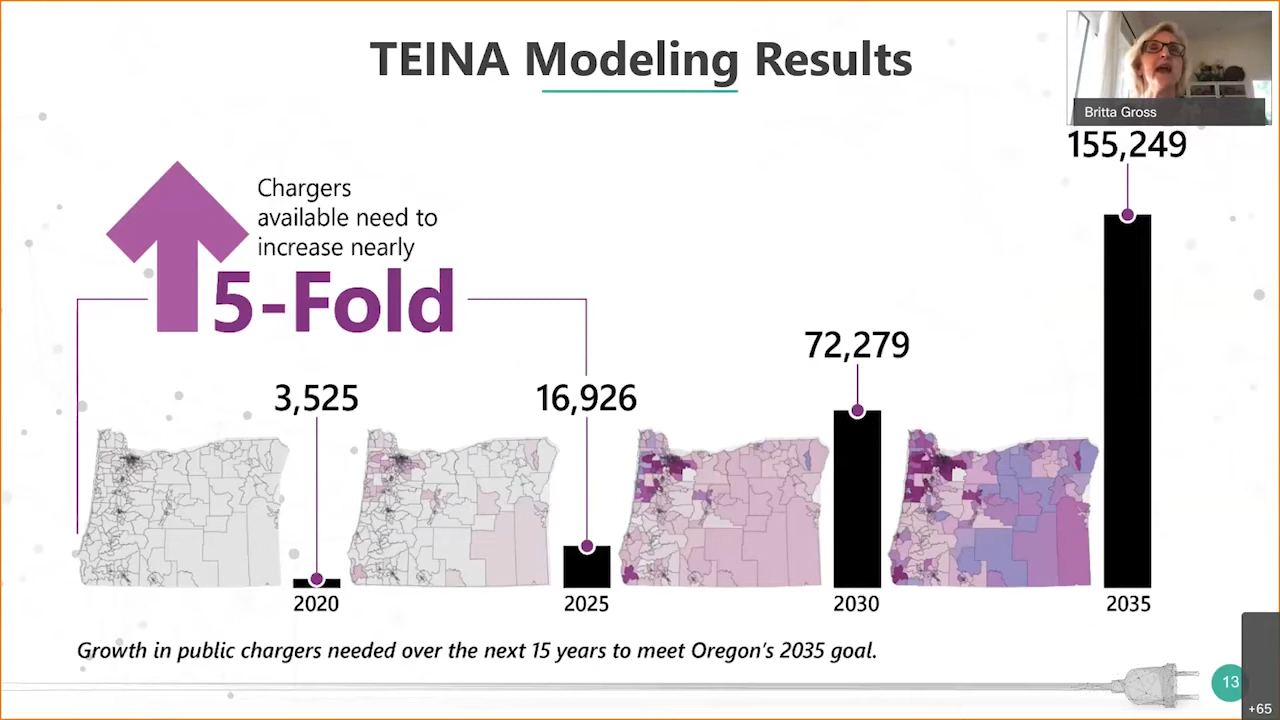 TEINA Modeling Results
Britta Gross
155,249
Chargers
available need to
increase nearly
5-Fold
72,279
3,525
16,926
2020
2025
2030
2035
Growth in public chargers needed over the next 15 years to meet Oregon's 2035 goal.
13
+65